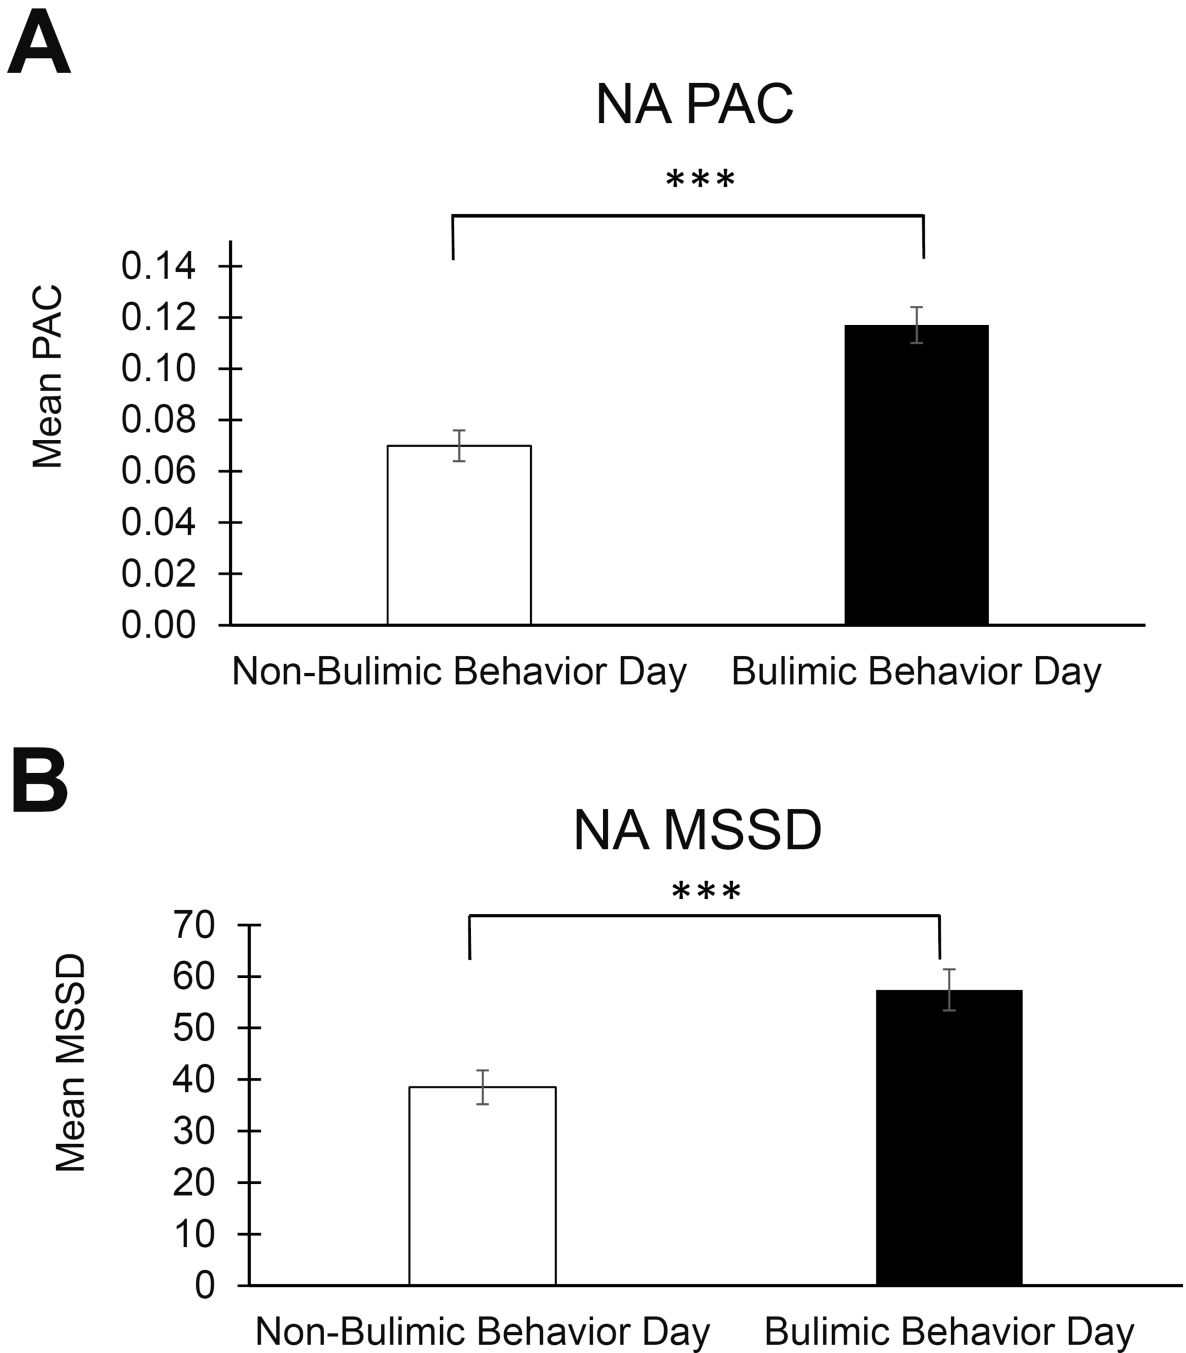 A
NA PAC
***
Mean PAC
0.14
0.12
0.10
0.08
0.06
0.04
0.02
0.00
Non-Bulimic Behavior Day
Bulimic Behavior Day
B
NA MSSD
***
Mean MSSD
70
60
50
40
30
20
10
0
Non-Bulimic Behavior Day
Bulimic Behavior Day